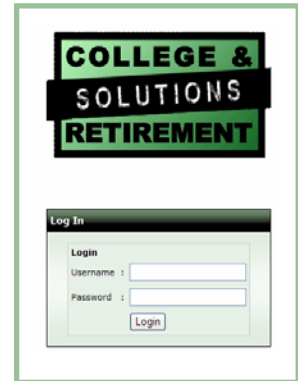 COLLEGE &
SOLUTIONS
RETIREMENT
Log In
Login
Username :
Password :
Login